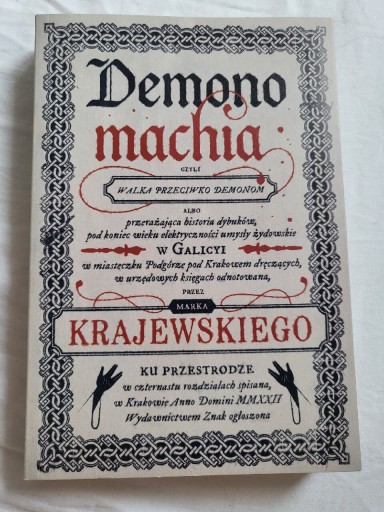 Demono
machia
CZYLI
WALKA PRZECIWKO DEMONOM
ALBO
przerażająca historia dybuków,
pod koniec wieku elektryczności umysły żydowskie
w GALICYI
w miasteczku Podgórze pod Krakowem dręczących,
w urzędowych księgach odnotowana,
PRZEZ
MARKA
KRAJEWSKIEGO
KU PRZESTRODZE
w czternastu rozdziałach spisana,
w Krakowie Anno Domini MMXXII
Wydawnictwem Znak ogłoszona